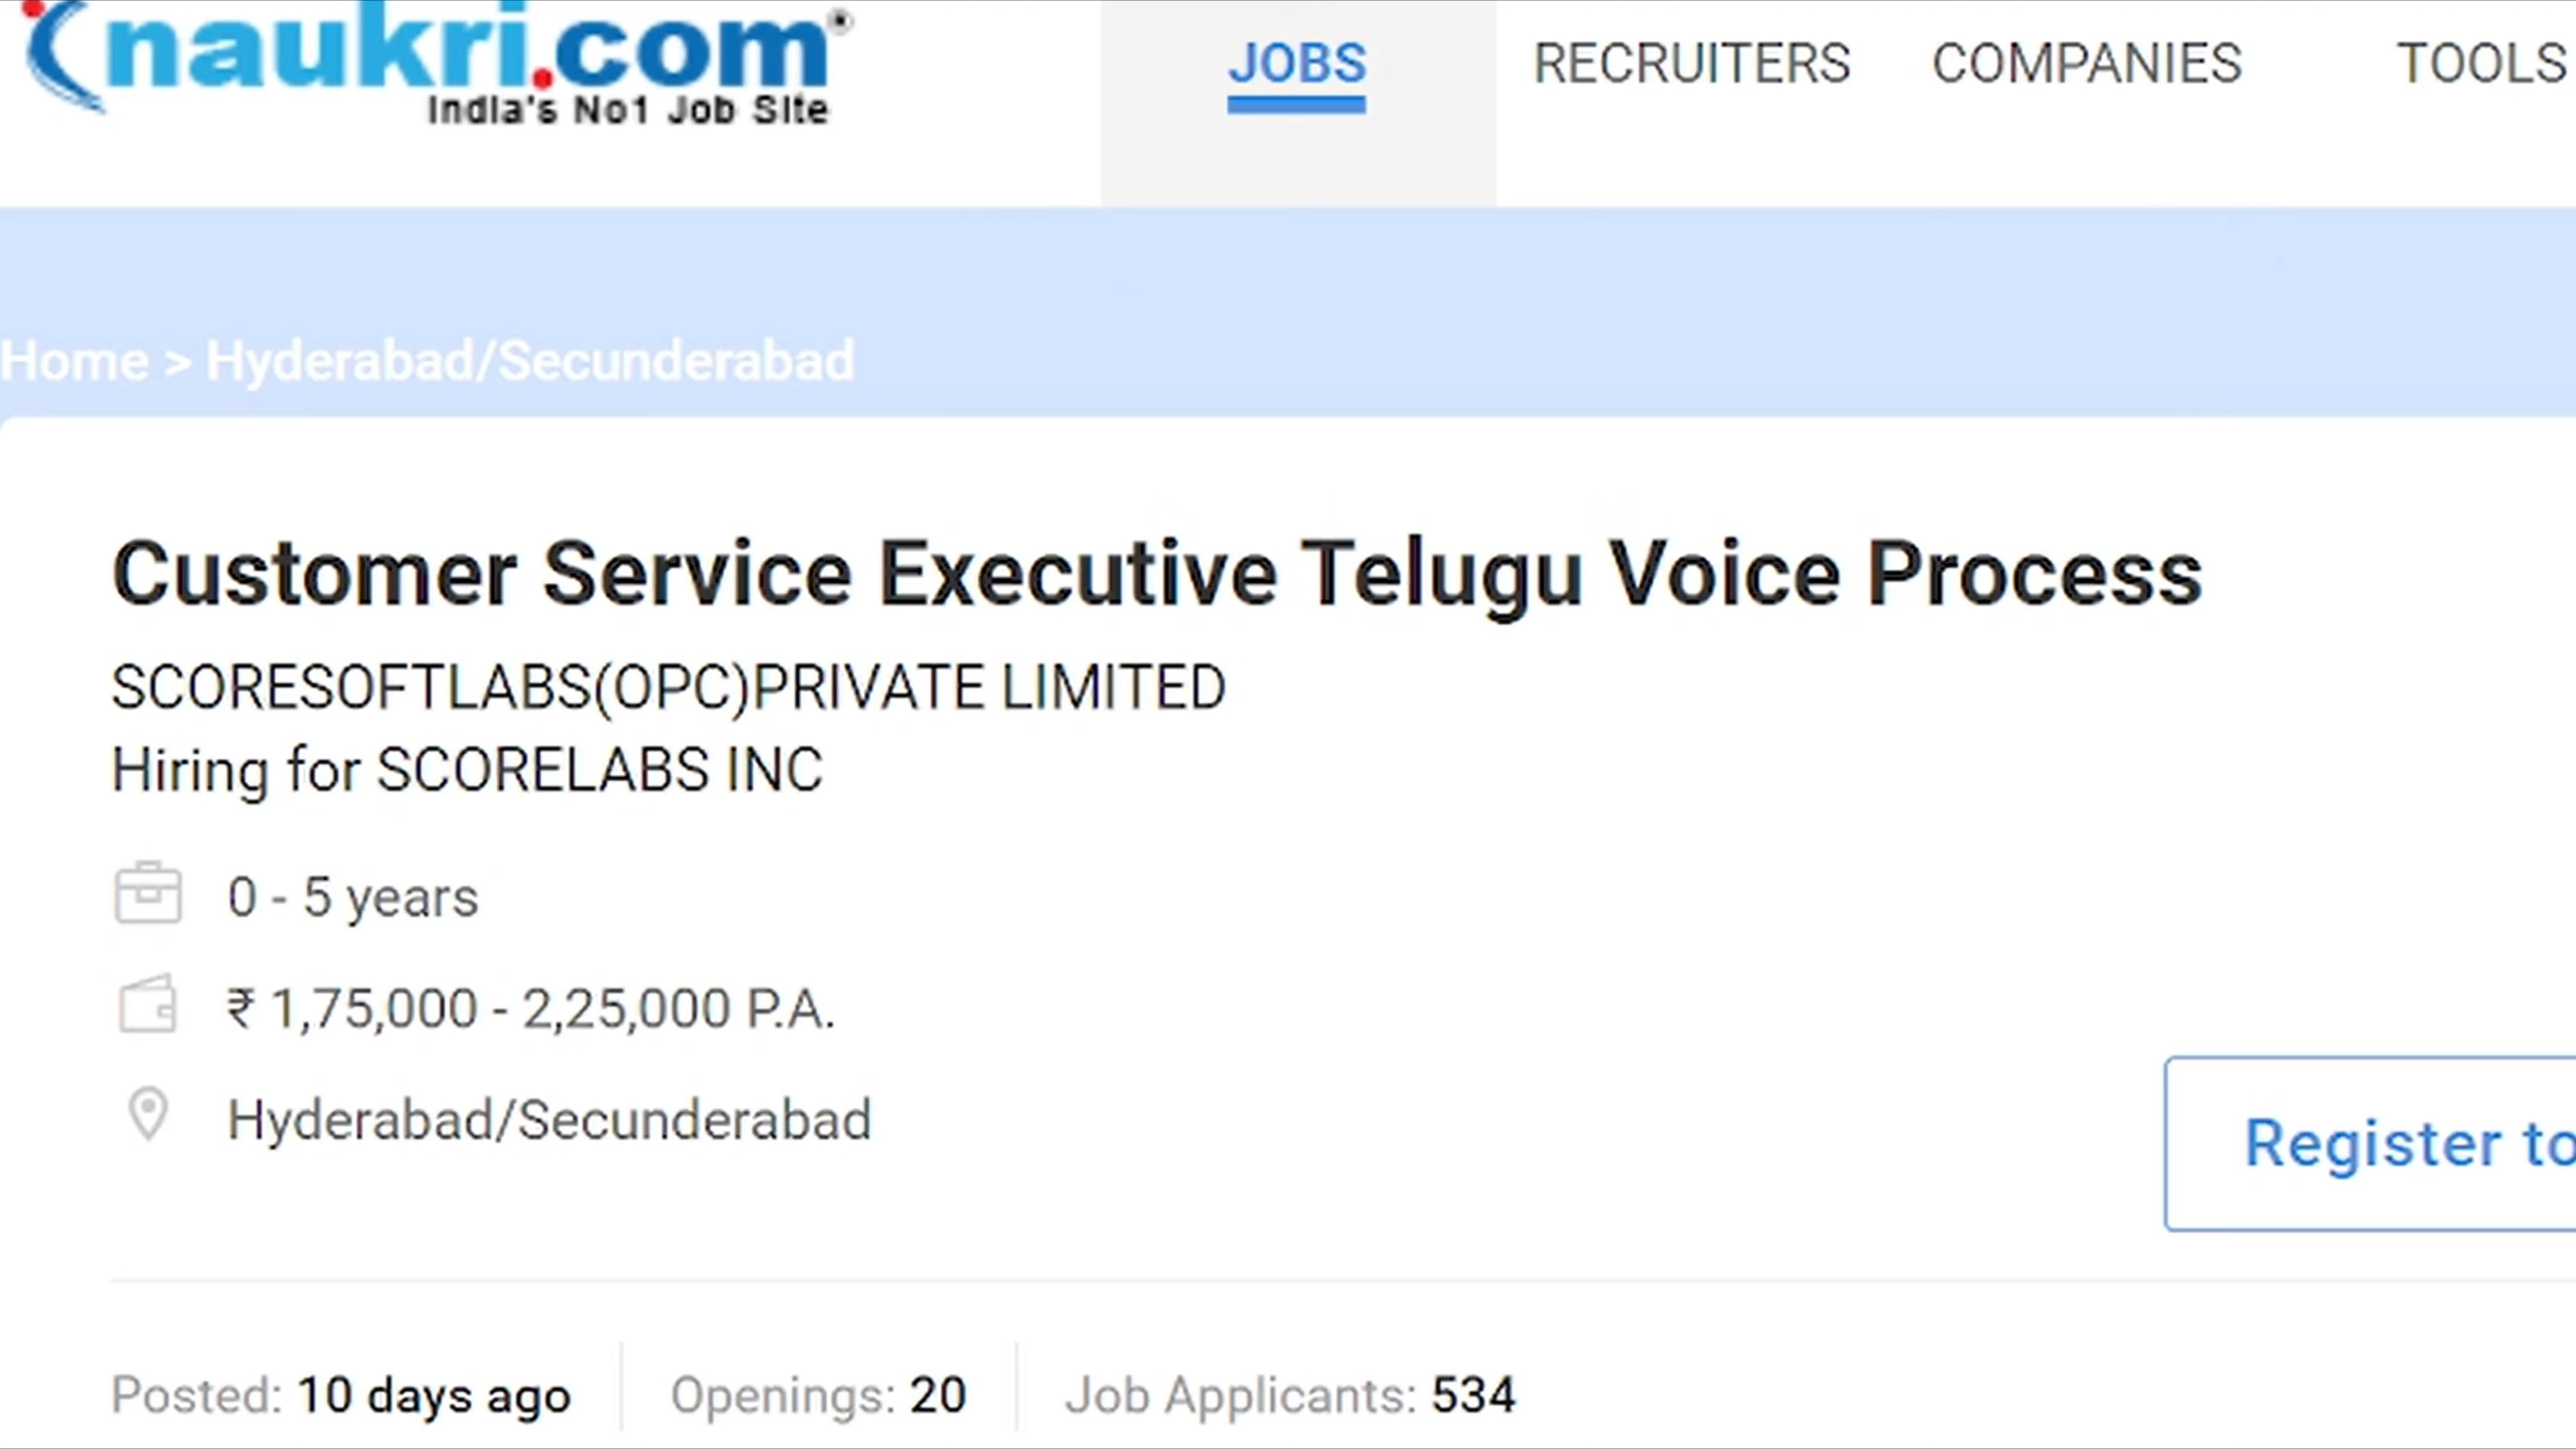 naukri.com
India's No1 Job Site
JOBS RECRUITERS COMPANIES TOOLS
Home > Hyderabad/Secunderabad
Customer Service Executive Telugu Voice Process
SCORESOFTLABS(OPC)PRIVATE LIMITED
Hiring for SCORELABS INC
0 - 5 years
₹ 1,75,000 - 2,25,000 P.A.
Hyderabad/Secunderabad
Register to
Posted: 10 days ago Openings: 20 Job Applicants: 534